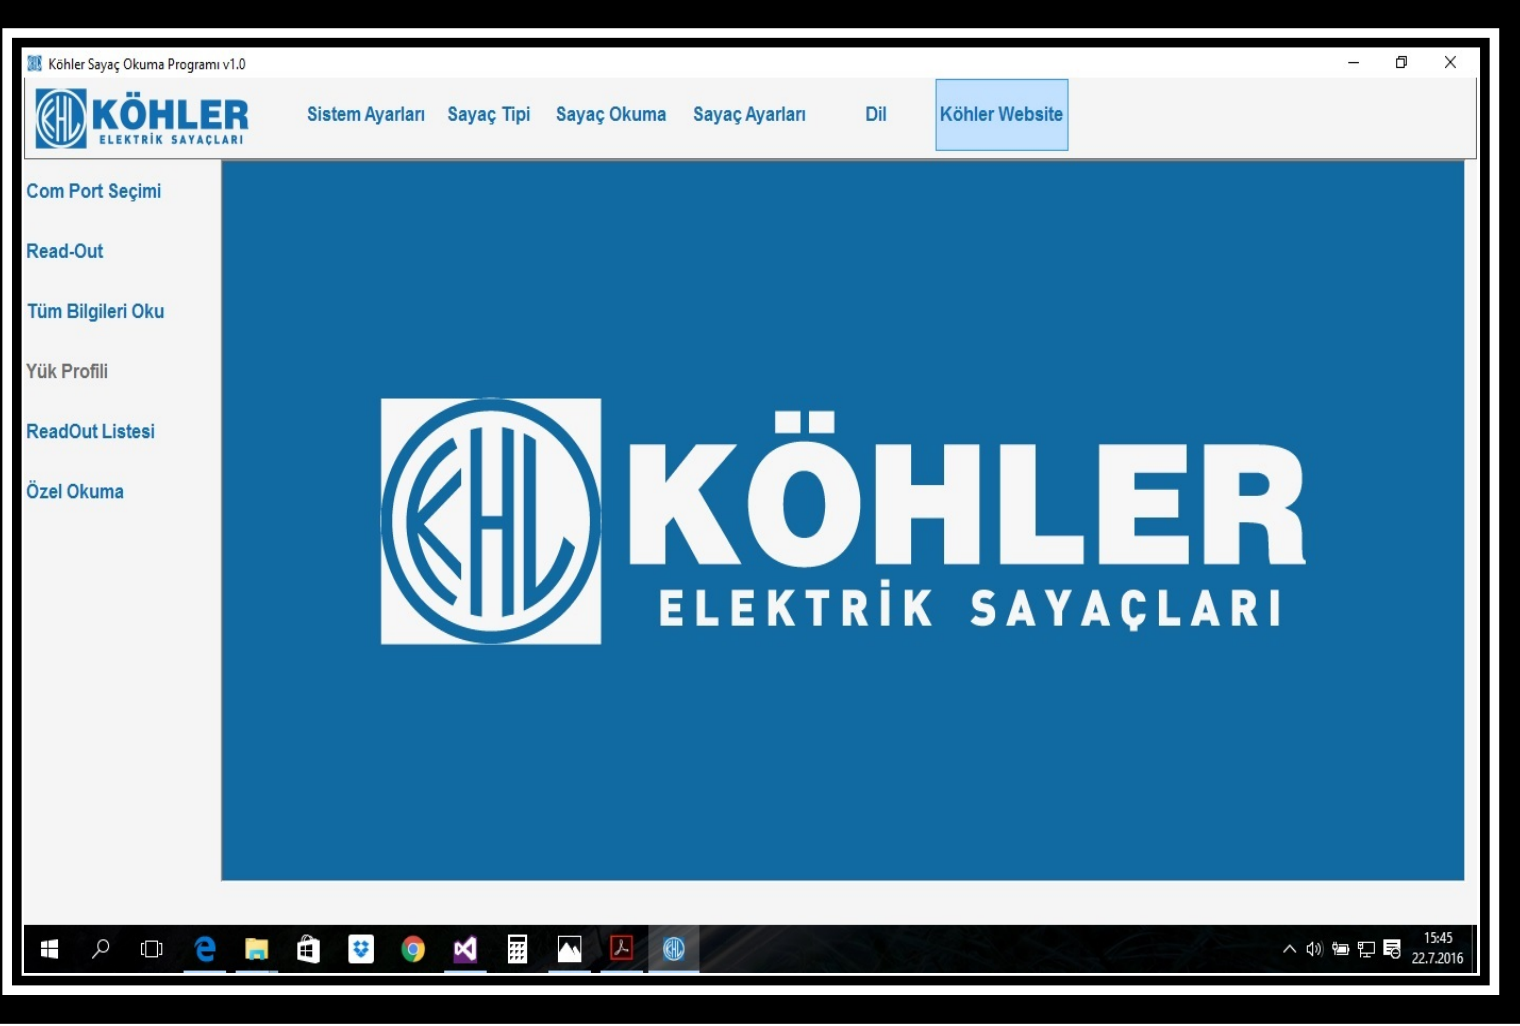 Köhler Sayaç Okuma Programı v1.0
KHL KÖHLER
ELEKTRİK SAYAÇLARI
Sistem Ayarları Sayaç Tipi Sayaç Okuma Sayaç Ayarları Dil Köhler Website
Com Port Seçimi
Read-Out
Tüm Bilgileri Oku
Yük Profili
ReadOut Listesi
Özel Okuma
KHL KÖHLER
ELEKTRİK SAYAÇLARI
15:45
22.7.2016